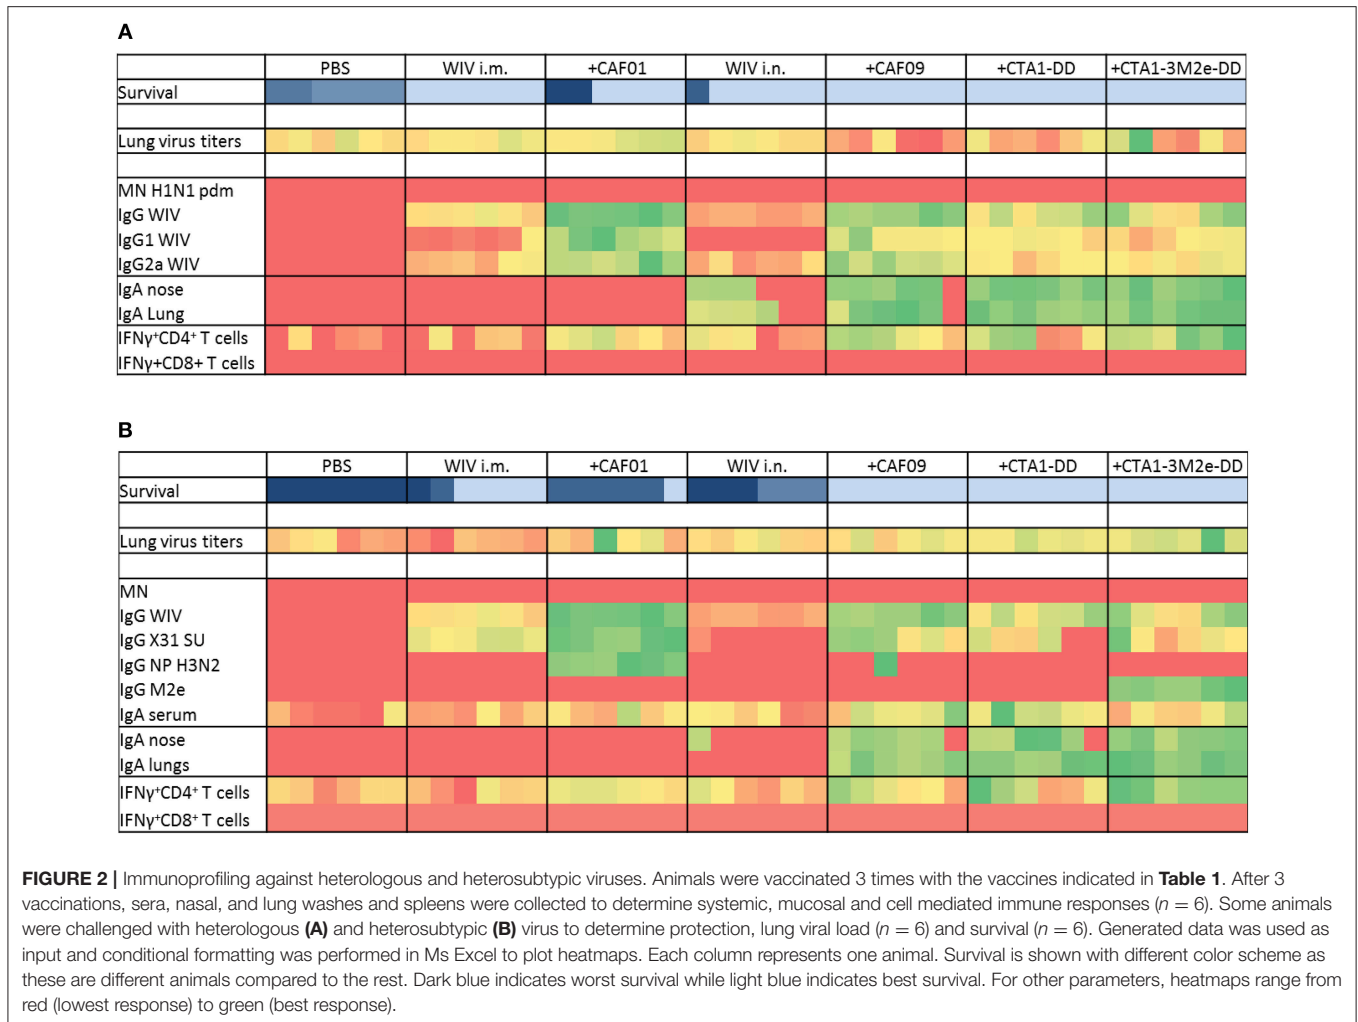 A
PBS WIV i.m. +CAF01 WIV i.n. +CAF09 +CTA1-DD +CTA1-3M2e-DD
Survival
Lung virus titers
MN H1N1 pdm
IgG WIV
IgG1 WIV
IgG2a WIV
IgA nose
IgA Lung
IFNγ⁺CD4⁺ T cells
IFNγ+CD8+ T cells
B
PBS WIV i.m. +CAF01 WIV i.n. +CAF09 +CTA1-DD +CTA1-3M2e-DD
Survival
Lung virus titers
MN
IgG WIV
IgG X31 SU
IgG NP H3N2
IgG M2e
IgA serum
IgA nose
IgA lungs
IFNγ⁺CD4⁺ T cells
IFNγ⁺CD8⁺ T cells
FIGURE 2 | Immunoprofiling against heterologous and heterosubtypic viruses. Animals were vaccinated 3 times with the vaccines indicated in Table 1. After 3
vaccinations, sera, nasal, and lung washes and spleens were collected to determine systemic, mucosal and cell mediated immune responses (n = 6). Some animals
were challenged with heterologous (A) and heterosubtypic (B) virus to determine protection, lung viral load (n = 6) and survival (n = 6). Generated data was used as
input and conditional formatting was performed in Ms Excel to plot heatmaps. Each column represents one animal. Survival is shown with different color scheme as
these are different animals compared to the rest. Dark blue indicates worst survival while light blue indicates best survival. For other parameters, heatmaps range from
red (lowest response) to green (best response).